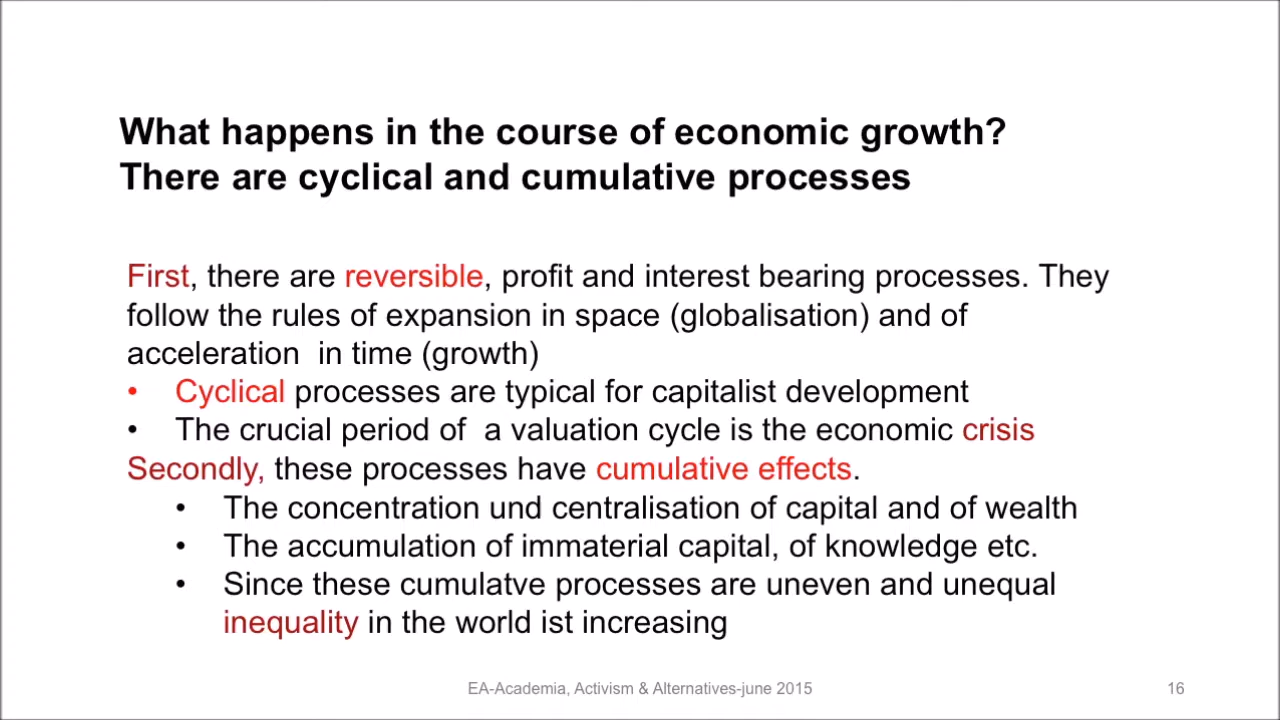 What happens in the course of economic growth?
There are cyclical and cumulative processes
First, there are reversible, profit and interest bearing processes. They
follow the rules of expansion in space (globalisation) and of
acceleration  in time (growth)
• Cyclical processes are typical for capitalist development
• The crucial period of  a valuation cycle is the economic crisis
Secondly, these processes have cumulative effects.
• The concentration und centralisation of capital and of wealth
• The accumulation of immaterial capital, of knowledge etc.
• Since these cumulatve processes are uneven and unequal
inequality in the world ist increasing
EA-Academia, Activism & Alternatives-june 2015
16